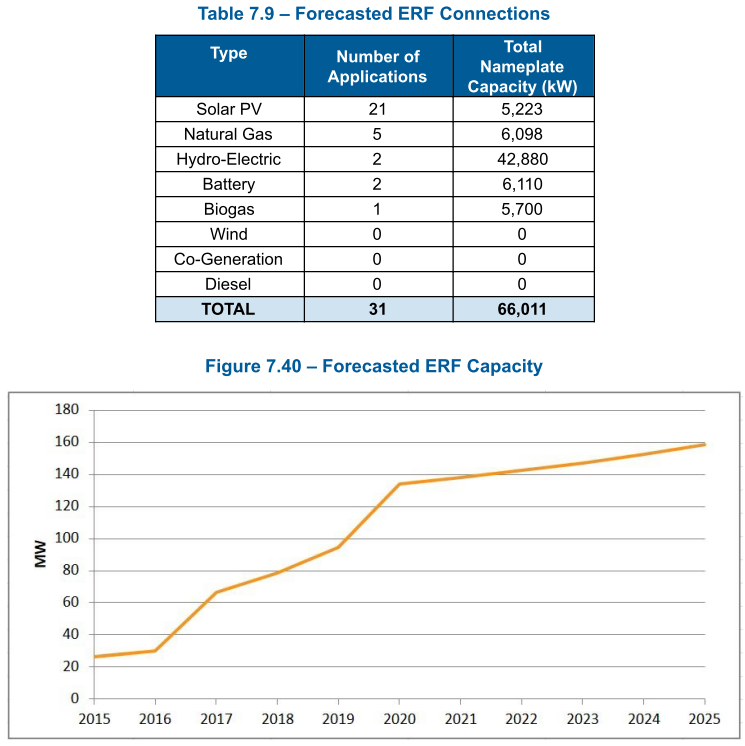 Table 7.9 – Forecasted ERF Connections
Type Number of Applications Total Nameplate Capacity (kW)
Solar PV 21 5,223
Natural Gas 5 6,098
Hydro-Electric 2 42,880
Battery 2 6,110
Biogas 1 5,700
Wind 0 0
Co-Generation 0 0
Diesel 0 0
TOTAL 31 66,011
Figure 7.40 – Forecasted ERF Capacity
180
160
140
120
100
80
60
40
20
0
MW
2015 2016 2017 2018 2019 2020 2021 2022 2023 2024 2025